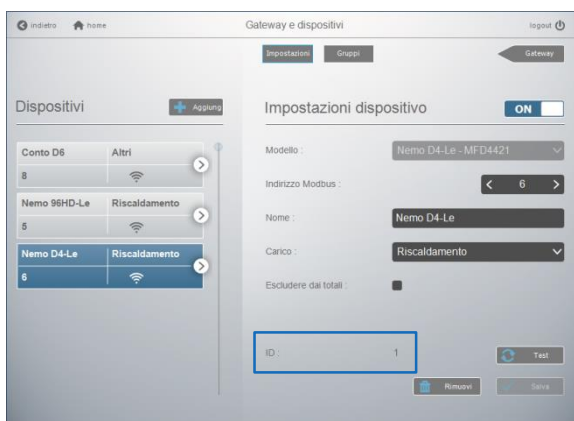 indietro home Gateway e dispositivi logout
Impostazioni Gruppi Gateway
Dispositivi Aggiung Impostazioni dispositivo ON
Conto D6 Altri
8
Nemo 96HD-Le Riscaldamento
5
Nemo D4-Le Riscaldamento
6
Modello : Nemo D4-Le - MFD4421
Indirizzo Modbus : 6
Nome : Nemo D4-Le
Carico : Riscaldamento
Escludere dai totali :
ID : 1
Test
Rimuovi Salva